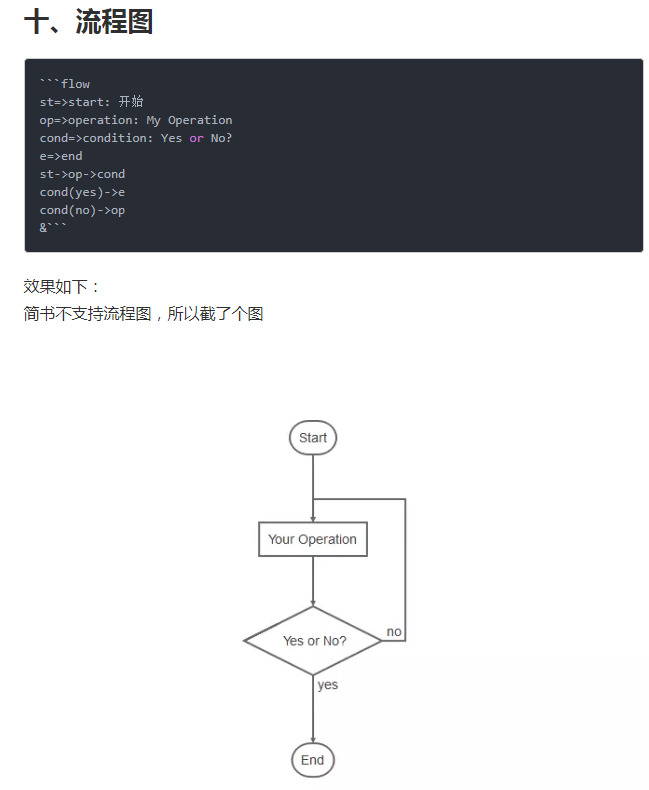 十、流程图
```flow
st=>start: 开始
op=>operation: My Operation
cond=>condition: Yes or No?
e=>end
st->op->cond
cond(yes)->e
cond(no)->op
&```
效果如下：
简书不支持流程图，所以截了个图
Start
Your Operation
Yes or No?
no
yes
End